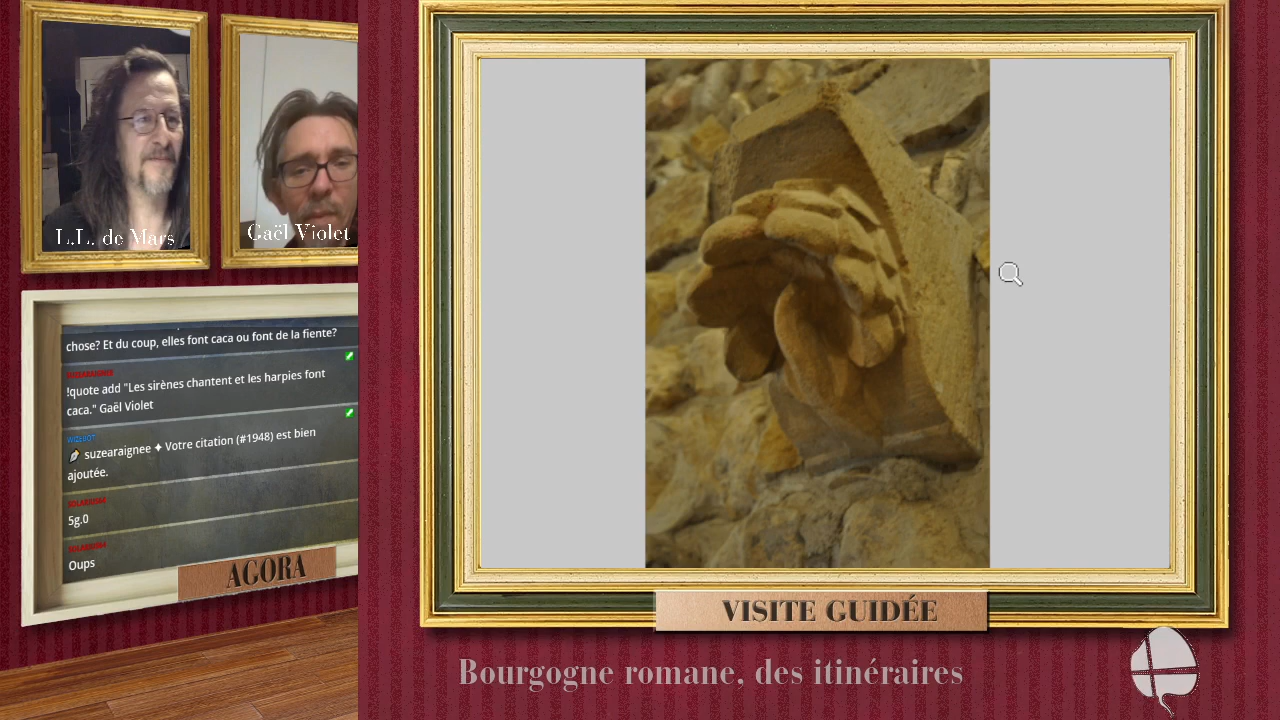 L.L. de Mars
Gaël Violet
chose? Et du coup, elles font caca ou font de la fiente?
SUZEARAIGNEE
!quote add "Les sirènes chantent et les harpies font
caca." Gaël Violet
WIZEBOT
suzearaignee ✦ Votre citation (#1948) est bien
ajoutée.
5g.0
Oups
AGORA
VISITE GUIDÉE
Bourgogne romane, des itinéraires